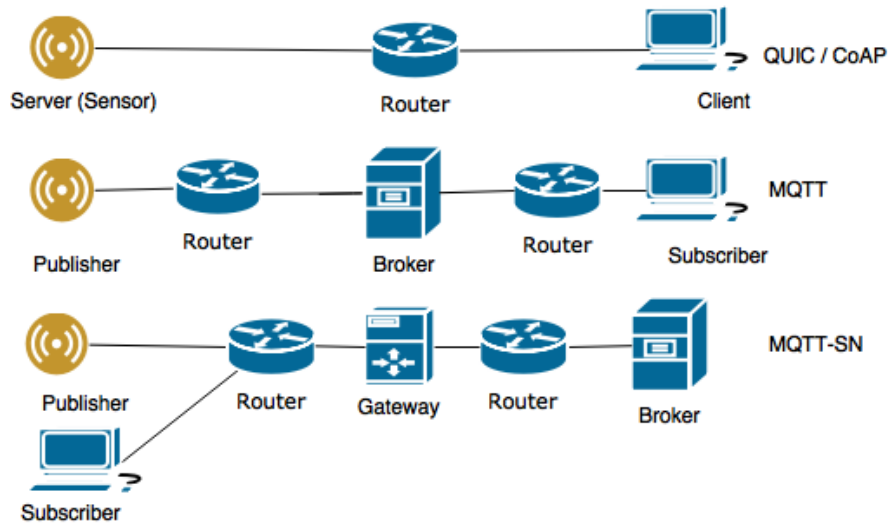 QUIC / CoAP
Server (Sensor)
Router
Client
MQTT
Publisher
Router
Broker
Router
Subscriber
MQTT-SN
Publisher
Router
Gateway
Router
Broker
Subscriber